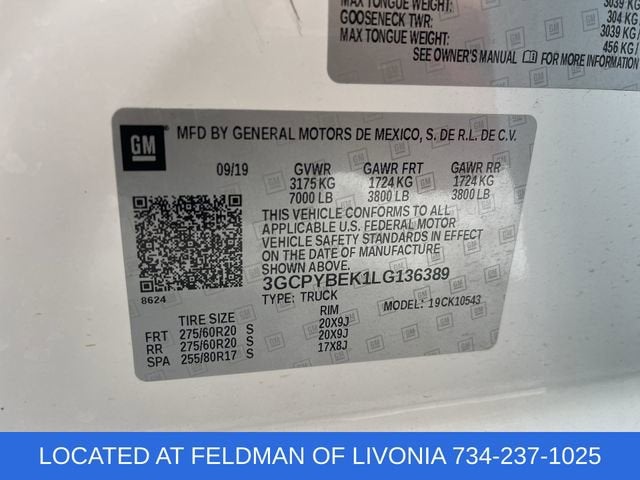 MAX TONGUE WEIGHT: 3039 KG
GOOSENECK TWR: 304 KG
MAX TONGUE WEIGHT: 3039 KG
456 KG
SEE OWNER'S MANUAL FOR MORE INFORMATION
GM MFD BY GENERAL MOTORS DE MEXICO, S. DE R.L. DE C.V.
09/19 GVWR GAWR FRT GAWR RR
3175 KG 1724 KG 1724 KG
7000 LB 3800 LB 3800 LB
THIS VEHICLE CONFORMS TO ALL
APPLICABLE U.S. FEDERAL MOTOR
VEHICLE SAFETY STANDARDS IN EFFECT
ON THE DATE OF MANUFACTURE
SHOWN ABOVE.
3GCPYBEK1LG136389
8624
TYPE: TRUCK MODEL: 19CK10543
TIRE SIZE RIM
FRT 275/60R20 S 20X9J
RR 275/60R20 S 20X9J
SPA 255/80R17 S 17X8J
LOCATED AT FELDMAN OF LIVONIA 734-237-1025